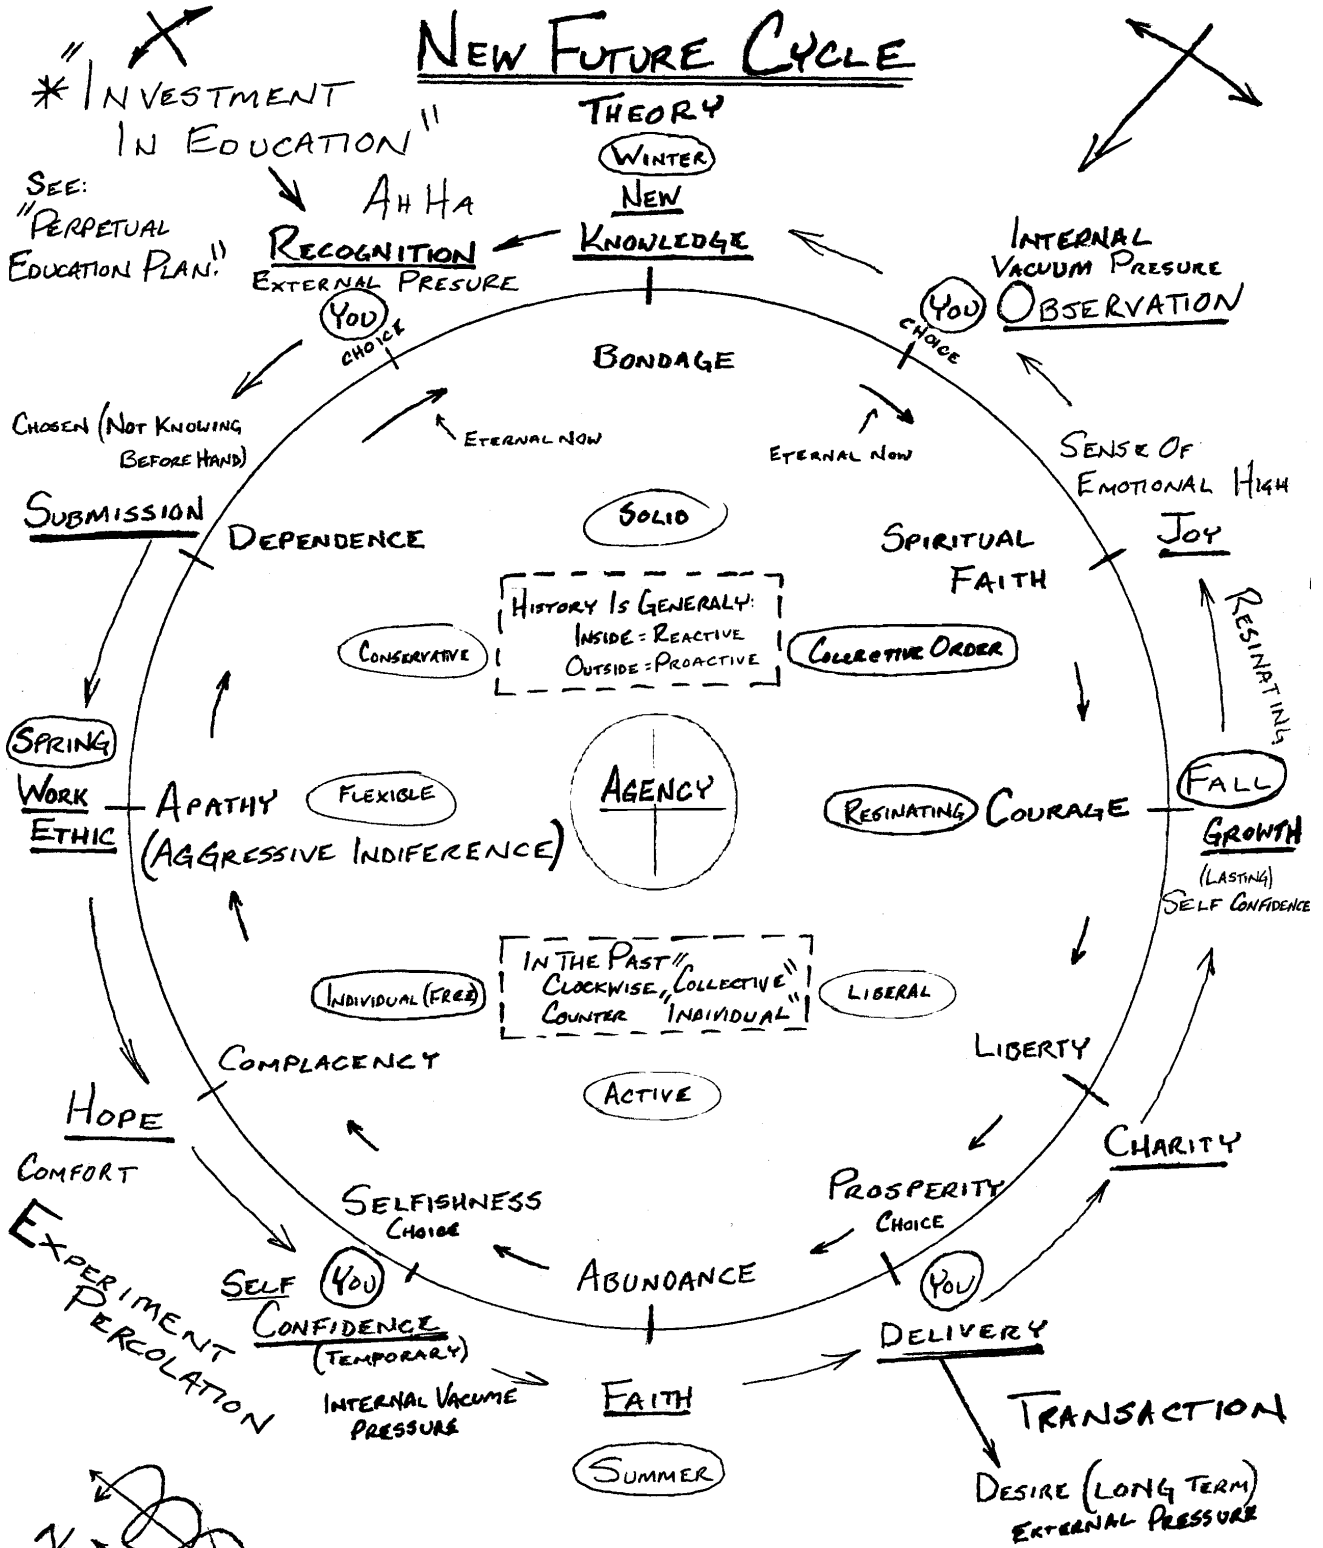 NEW FUTURE CYCLE
THEORY
WINTER
NEW
KNOWLEDGE
"
* INVESTMENT
IN EDUCATION"
SEE:
"PERPETUAL
EDUCATION PLAN."
AH HA
RECOGNITION
EXTERNAL PRESURE
YOU
CHOICE
INTERNAL
VACUUM PRESURE
YOU OBSERVATION
CHOICE
BONDAGE
ETERNAL NOW
ETERNAL NOW
CHOSEN (NOT KNOWING
BEFORE HAND)
SUBMISSION
DEPENDENCE
SENSE OF
EMOTIONAL HIGH
JOY
SOLID
SPIRITUAL
FAITH
HISTORY IS GENERALY:
INSIDE = REACTIVE
OUTSIDE = PROACTIVE
CONSERVATIVE
COLLECTIVE ORDER
RESINATING
SPRING
WORK
ETHIC
APATHY
(AGGRESSIVE INDIFERENCE)
FLEXIBLE
AGENCY
RESINATING
COURAGE
FALL
GROWTH
(LASTING)
SELF CONFIDENCE
IN THE PAST
CLOCKWISE, "COLLECTIVE"
COUNTER "INDIVIDUAL"
INDIVIDUAL (FREE)
LIBERAL
COMPLACENCY
ACTIVE
LIBERTY
HOPE
COMFORT
CHARITY
SELFISHNESS
CHOICE
PROSPERITY
CHOICE
ABUNDANCE
EXPERIMENT
PERCOLATION
SELF YOU
CONFIDENCE
(TEMPORARY)
INTERNAL VACUME
PRESSURE
FAITH
SUMMER
YOU
DELIVERY
TRANSACTION
DESIRE (LONG TERM)
EXTERNAL PRESSURE